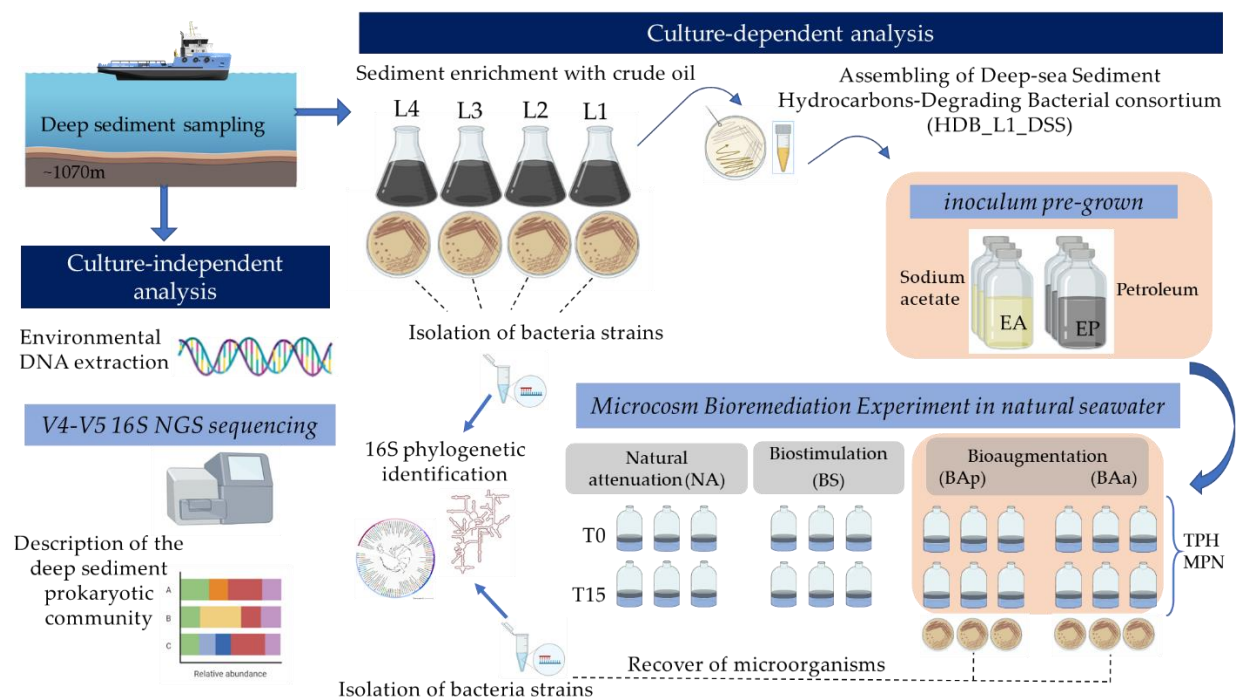 Culture-dependent analysis
Deep sediment sampling
~1070m
Sediment enrichment with crude oil
L4 L3 L2 L1
Assembling of Deep-sea Sediment
Hydrocarbons-Degrading Bacterial consortium
(HDB_L1_DSS)
inoculum pre-grown
Sodium
acetate
EA
EP
Petroleum
Culture-independent
analysis
Environmental
DNA extraction
V4-V5 16S NGS sequencing
Description of the
deep sediment
prokaryotic
community
A
B
C
Relative abundance
Isolation of bacteria strains
16S phylogenetic
identification
Isolation of bacteria strains
Microcosm Bioremediation Experiment in natural seawater
Natural
attenuation (NA)
Biostimulation
(BS)
Bioaugmentation
(BAp) (BAa)
T0
T15
TPH
MPN
Recover of microorganisms